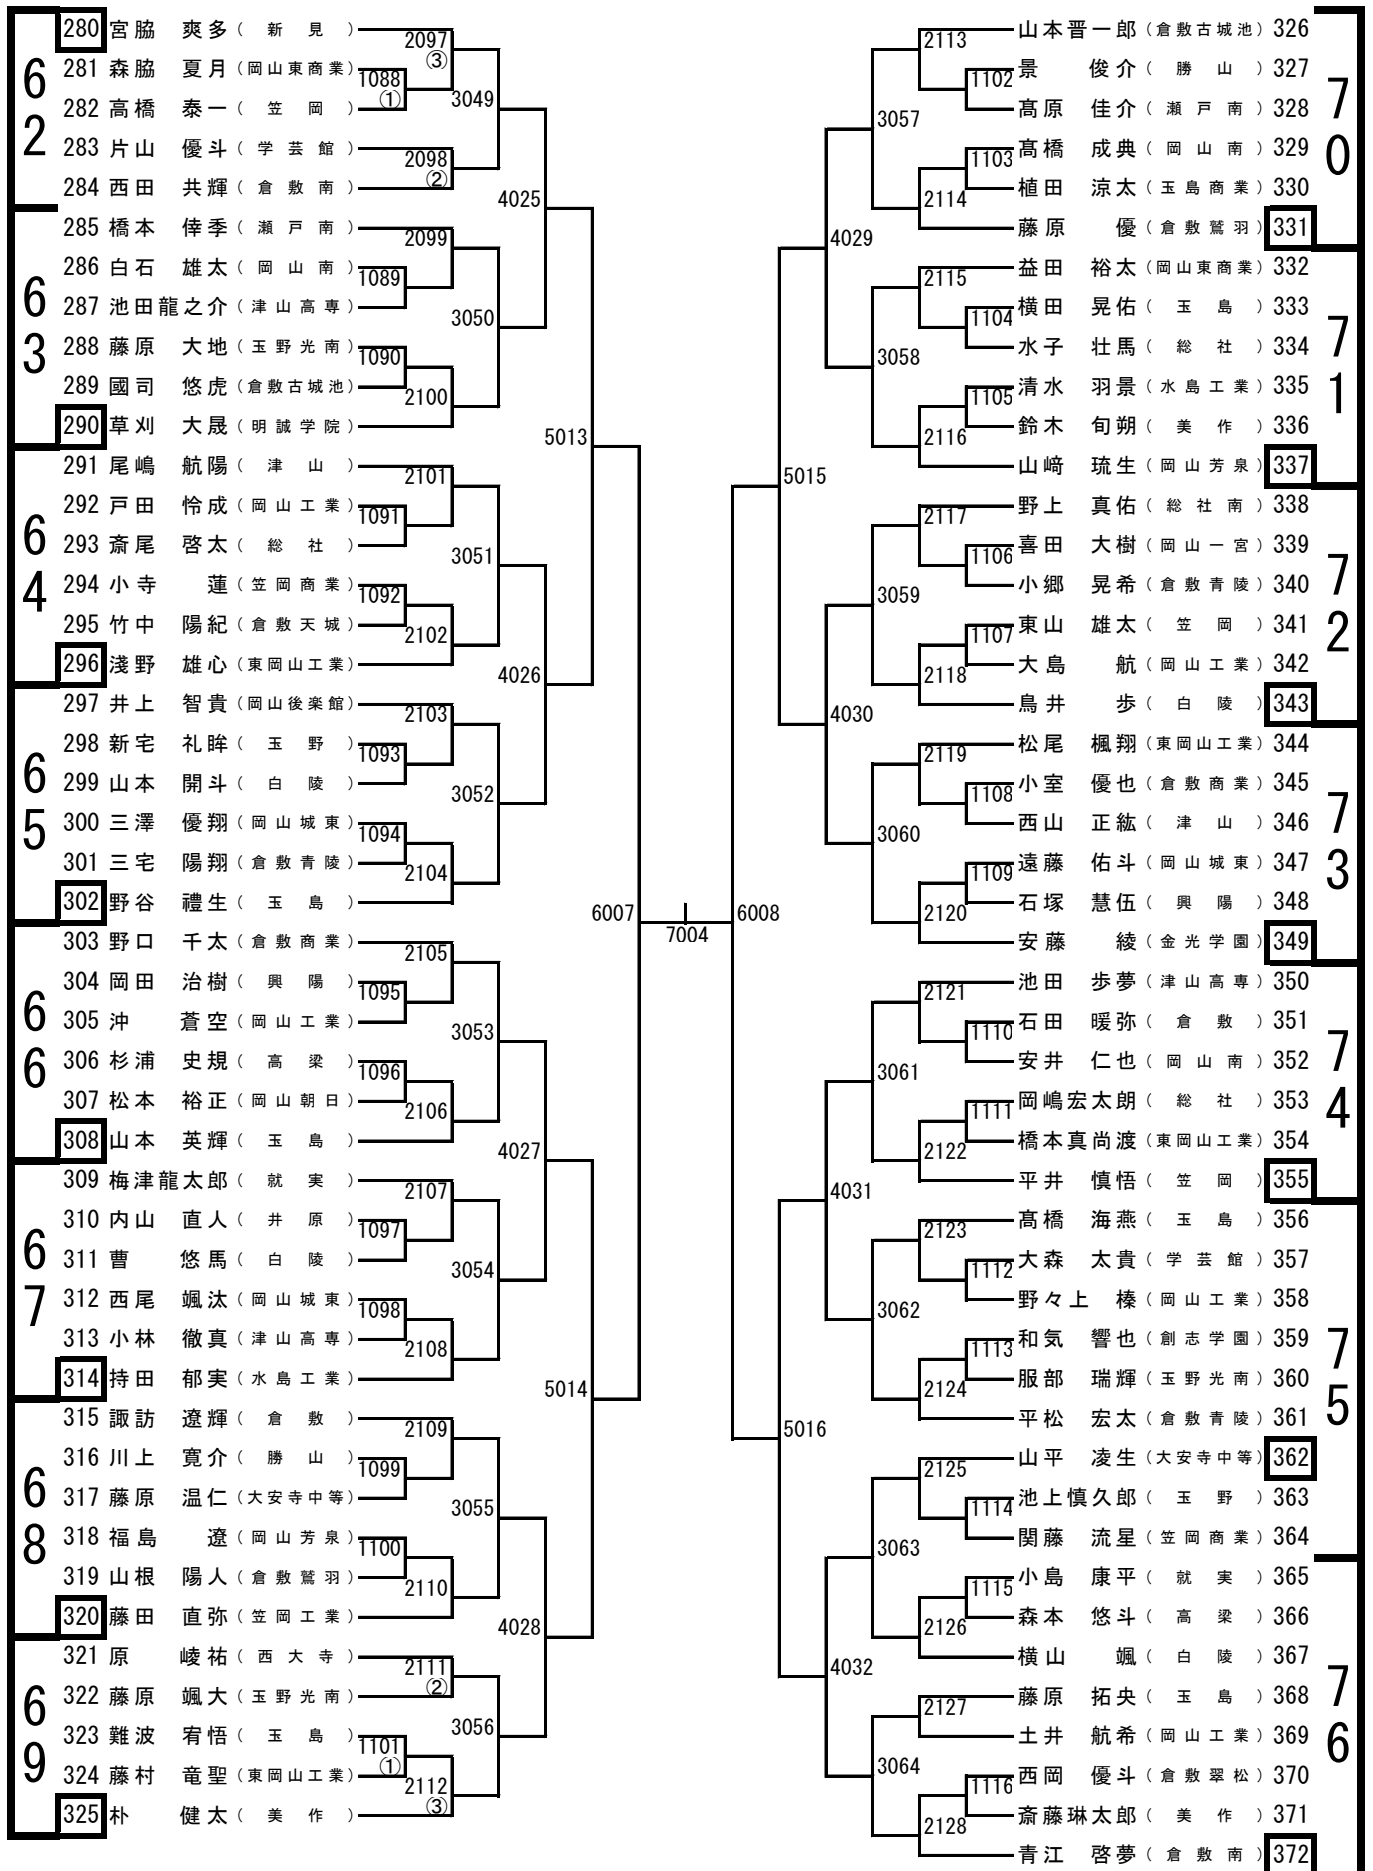 62
280 宮脇 爽多 (新見)
281 森脇 夏月 (岡山東商業)
282 高橋 泰一 (笠岡)
283 片山 優斗 (学芸館)
284 西田 共輝 (倉敷南)
2097 ③
1088 ①
3049
2098 ②
4025
63
285 橋本 倖季 (瀬戸南)
286 白石 雄太 (岡山南)
287 池田龍之介 (津山高専)
288 藤原 大地 (玉野光南)
289 國司 悠虎 (倉敷古城池)
290 草刈 大晟 (明誠学院)
2099
1089
3050
1090
2100
5013
64
291 尾嶋 航陽 (津山)
292 戸田 怜成 (岡山工業)
293 斎尾 啓太 (総社)
294 小寺 蓮 (笠岡商業)
295 竹中 陽紀 (倉敷天城)
296 淺野 雄心 (東岡山工業)
2101
1091
3051
1092
2102
4026
65
297 井上 智貴 (岡山後楽館)
298 新宅 礼眸 (玉野)
299 山本 開斗 (白陵)
300 三澤 優翔 (岡山城東)
301 三宅 陽翔 (倉敷青陵)
302 野谷 禮生 (玉島)
2103
1093
3052
1094
2104
6007
66
303 野口 千太 (倉敷商業)
304 岡田 治樹 (興陽)
305 沖 蒼空 (岡山工業)
306 杉浦 史規 (高梁)
307 松本 裕正 (岡山朝日)
308 山本 英輝 (玉島)
2105
1095
3053
1096
2106
4027
67
309 梅津龍太郎 (就実)
310 内山 直人 (井原)
311 曹 悠馬 (白陵)
312 西尾 颯汰 (岡山城東)
313 小林 徹真 (津山高専)
314 持田 郁実 (水島工業)
2107
1097
3054
1098
2108
5014
68
315 諏訪 遼輝 (倉敷)
316 川上 寛介 (勝山)
317 藤原 温仁 (大安寺中等)
318 福島 遼 (岡山芳泉)
319 山根 陽人 (倉敷鷲羽)
320 藤田 直弥 (笠岡工業)
2109
1099
3055
1100
2110
4028
69
321 原 崚祐 (西大寺)
322 藤原 颯大 (玉野光南)
323 難波 宥悟 (玉島)
324 藤村 竜聖 (東岡山工業)
325 朴 健太 (美作)
2111 ②
3056
1101 ①
2112 ③
7004
6008
70
山本晋一郎 (倉敷古城池) 326
景 俊介 (勝山) 327
髙原 佳介 (瀬戸南) 328
髙橋 成典 (岡山南) 329
植田 涼太 (玉島商業) 330
藤原 優 (倉敷鷲羽) 331
2113
1102
3057
1103
2114
4029
71
益田 裕太 (岡山東商業) 332
横田 晃佑 (玉島) 333
水子 壮馬 (総社) 334
清水 羽景 (水島工業) 335
鈴木 旬朔 (美作) 336
山﨑 琉生 (岡山芳泉) 337
2115
1104
3058
1105
2116
5015
72
野上 真佑 (総社南) 338
喜田 大樹 (岡山一宮) 339
小郷 晃希 (倉敷青陵) 340
東山 雄太 (笠岡) 341
大島 航 (岡山工業) 342
鳥井 歩 (白陵) 343
2117
1106
3059
1107
2118
4030
73
松尾 楓翔 (東岡山工業) 344
小室 優也 (倉敷商業) 345
西山 正紘 (津山) 346
遠藤 佑斗 (岡山城東) 347
石塚 慧伍 (興陽) 348
安藤 綾 (金光学園) 349
2119
1108
3060
1109
2120
74
池田 歩夢 (津山高専) 350
石田 暖弥 (倉敷) 351
安井 仁也 (岡山南) 352
岡嶋宏太朗 (総社) 353
橋本真尚渡 (東岡山工業) 354
平井 慎悟 (笠岡) 355
2121
1110
3061
1111
2122
4031
75
髙橋 海燕 (玉島) 356
大森 太貴 (学芸館) 357
野々上 榛 (岡山工業) 358
和気 響也 (創志学園) 359
服部 瑞輝 (玉野光南) 360
平松 宏太 (倉敷青陵) 361
山平 凌生 (大安寺中等) 362
池上慎久郎 (玉野) 363
関藤 流星 (笠岡商業) 364
2123
1112
3062
1113
2124
5016
2125
1114
3063
76
小島 康平 (就実) 365
森本 悠斗 (高梁) 366
横山 颯 (白陵) 367
藤原 拓央 (玉島) 368
土井 航希 (岡山工業) 369
西岡 優斗 (倉敷翠松) 370
斎藤琳太郎 (美作) 371
青江 啓夢 (倉敷南) 372
1115
2126
4032
2127
3064
1116
2128